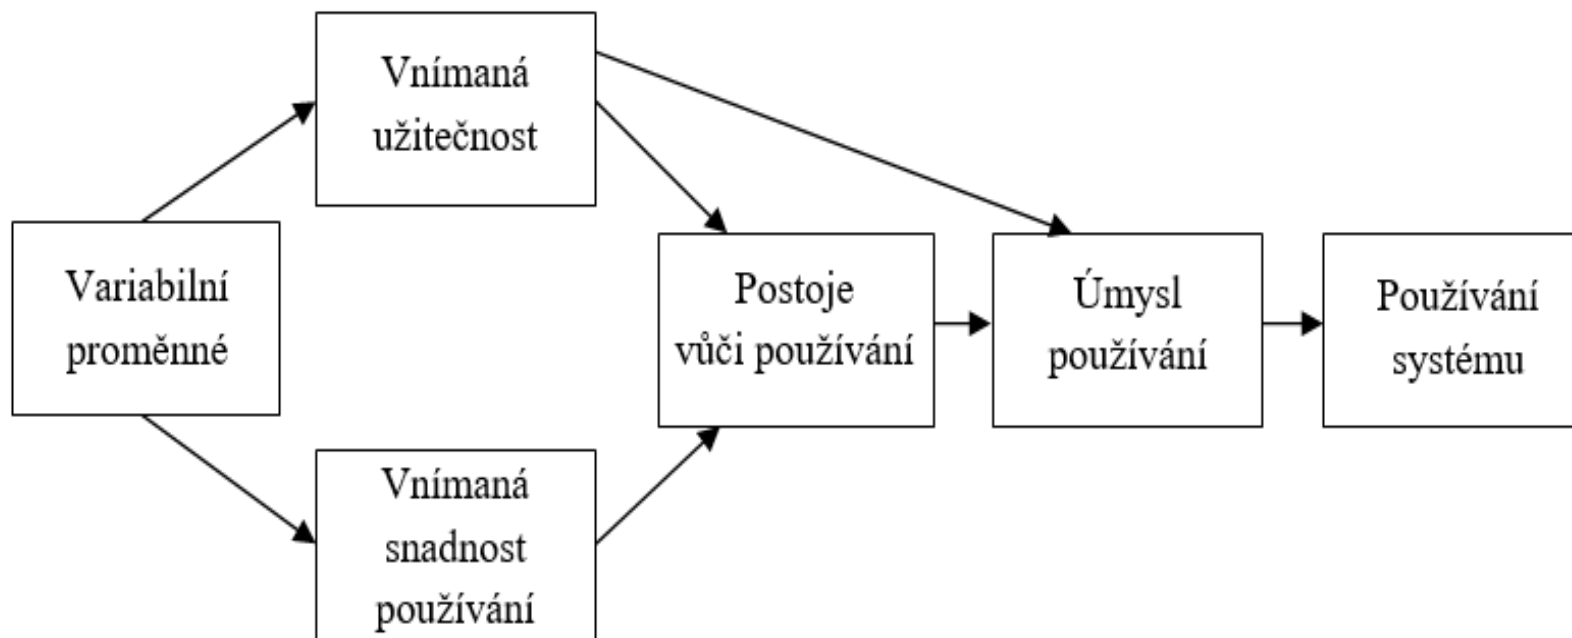 Vnímaná
užitečnost
Variabilní
proměnné
Vnímaná
snadnost
používání
Postoje
vůči používání
Úmysl
používání
Používání
systému